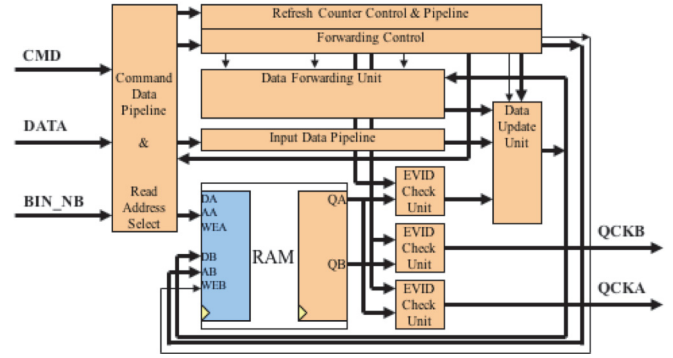 Refresh Counter Control & Pipeline
Forwarding Control
CMD
Command
Data
Pipeline
&
Read
Address
Select
Data Forwarding Unit
DATA
Data
Update
Unit
Input Data Pipeline
BIN_NB
EVID
Check
Unit
DA
AA
WEA
QA
RAM
DB
AB
WEB
QB
EVID
Check
Unit
QCKB
EVID
Check
Unit
QCKA